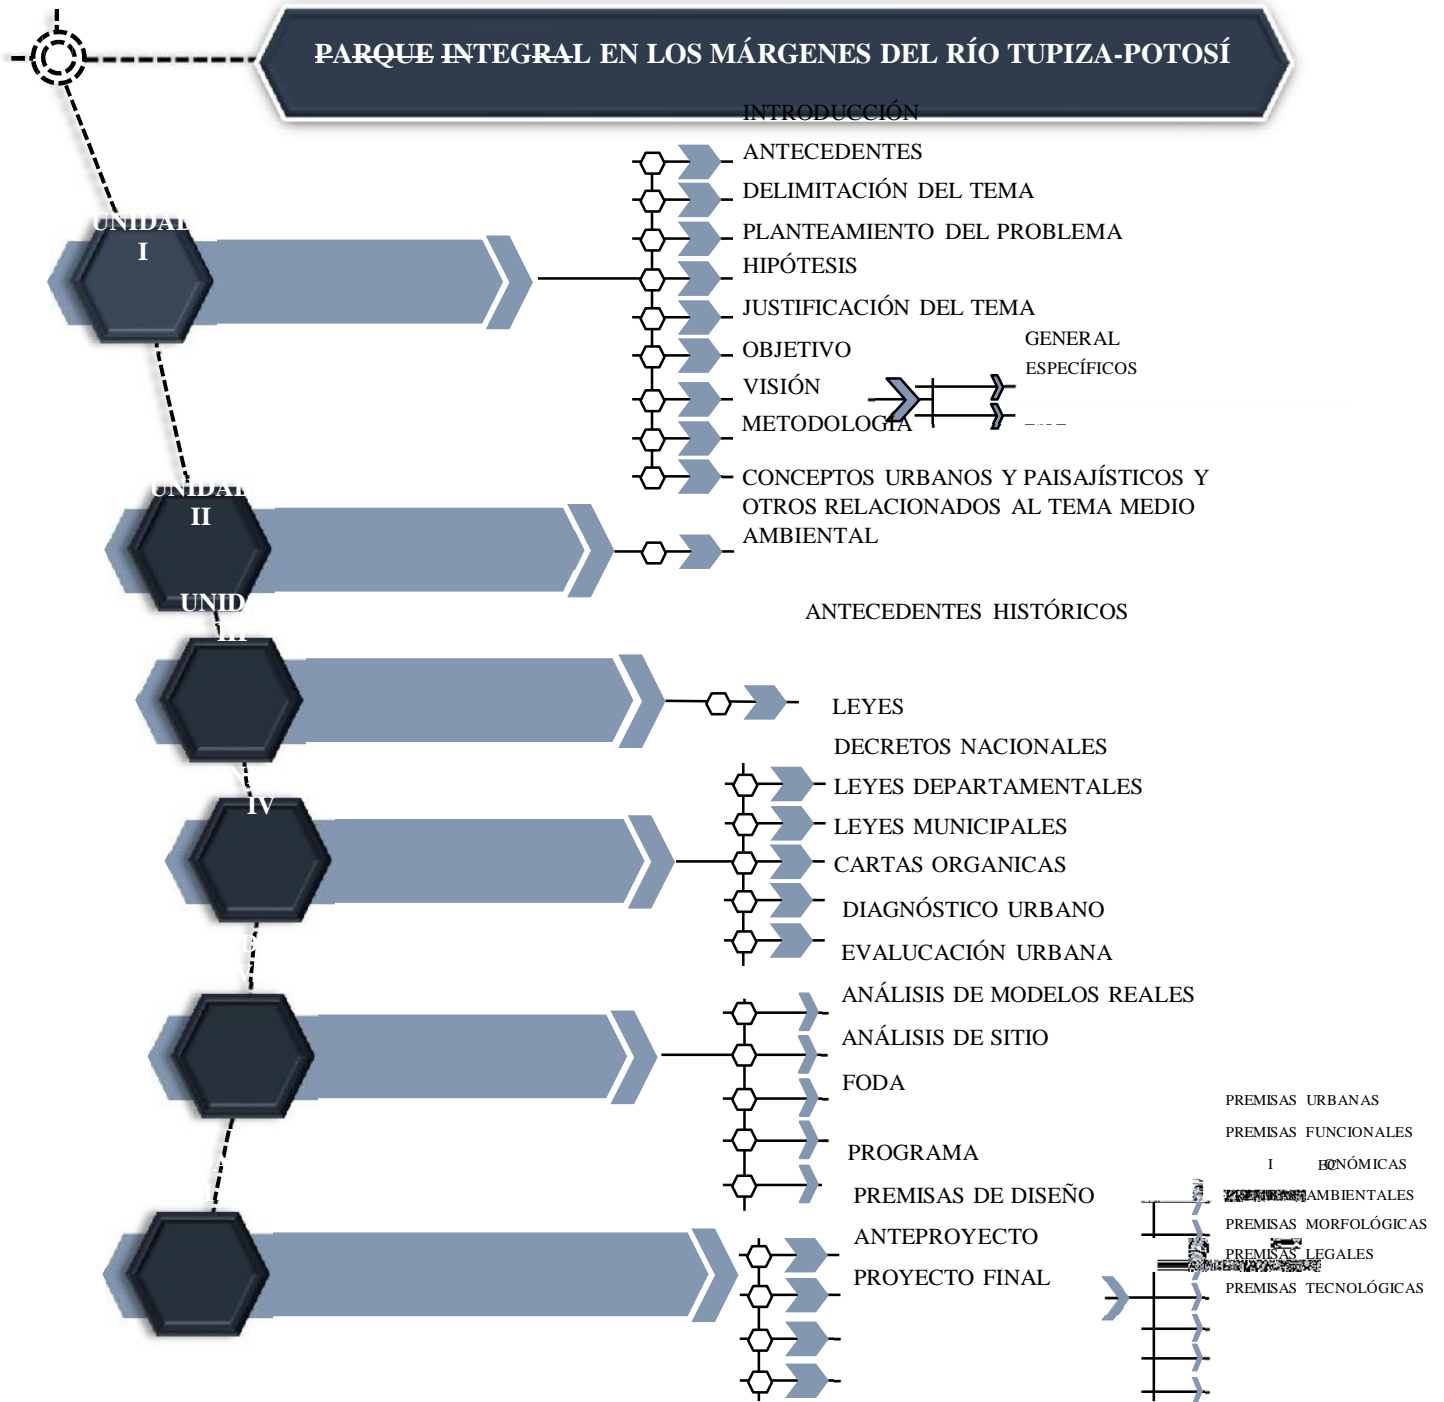 PARQUE INTEGRAL EN LOS MÁRGENES DEL RÍO TUPIZA-POTOSÍ
INTRODUCCIÓN
ANTECEDENTES
DELIMITACIÓN DEL TEMA
UNIDAD
I
PLANTEAMIENTO DEL PROBLEMA
HIPÓTESIS
JUSTIFICACIÓN DEL TEMA
OBJETIVO
GENERAL
ESPECÍFICOS
VISIÓN
METODOLOGÍA
CONCEPTOS URBANOS Y PAISAJÍSTICOS Y
OTROS RELACIONADOS AL TEMA MEDIO
AMBIENTAL
UNIDAD
II
UNID
III
ANTECEDENTES HISTÓRICOS
LEYES
DECRETOS NACIONALES
LEYES DEPARTAMENTALES
LEYES MUNICIPALES
CARTAS ORGANICAS
IV
DIAGNÓSTICO URBANO
EVALUCACIÓN URBANA
ANÁLISIS DE MODELOS REALES
ANÁLISIS DE SITIO
FODA
PROGRAMA
PREMISAS DE DISEÑO
ANTEPROYECTO
PROYECTO FINAL
PREMISAS URBANAS
PREMISAS FUNCIONALES
I ECONÓMICAS
AMBIENTALES
PREMISAS MORFOLÓGICAS
PREMISAS LEGALES
PREMISAS TECNOLÓGICAS